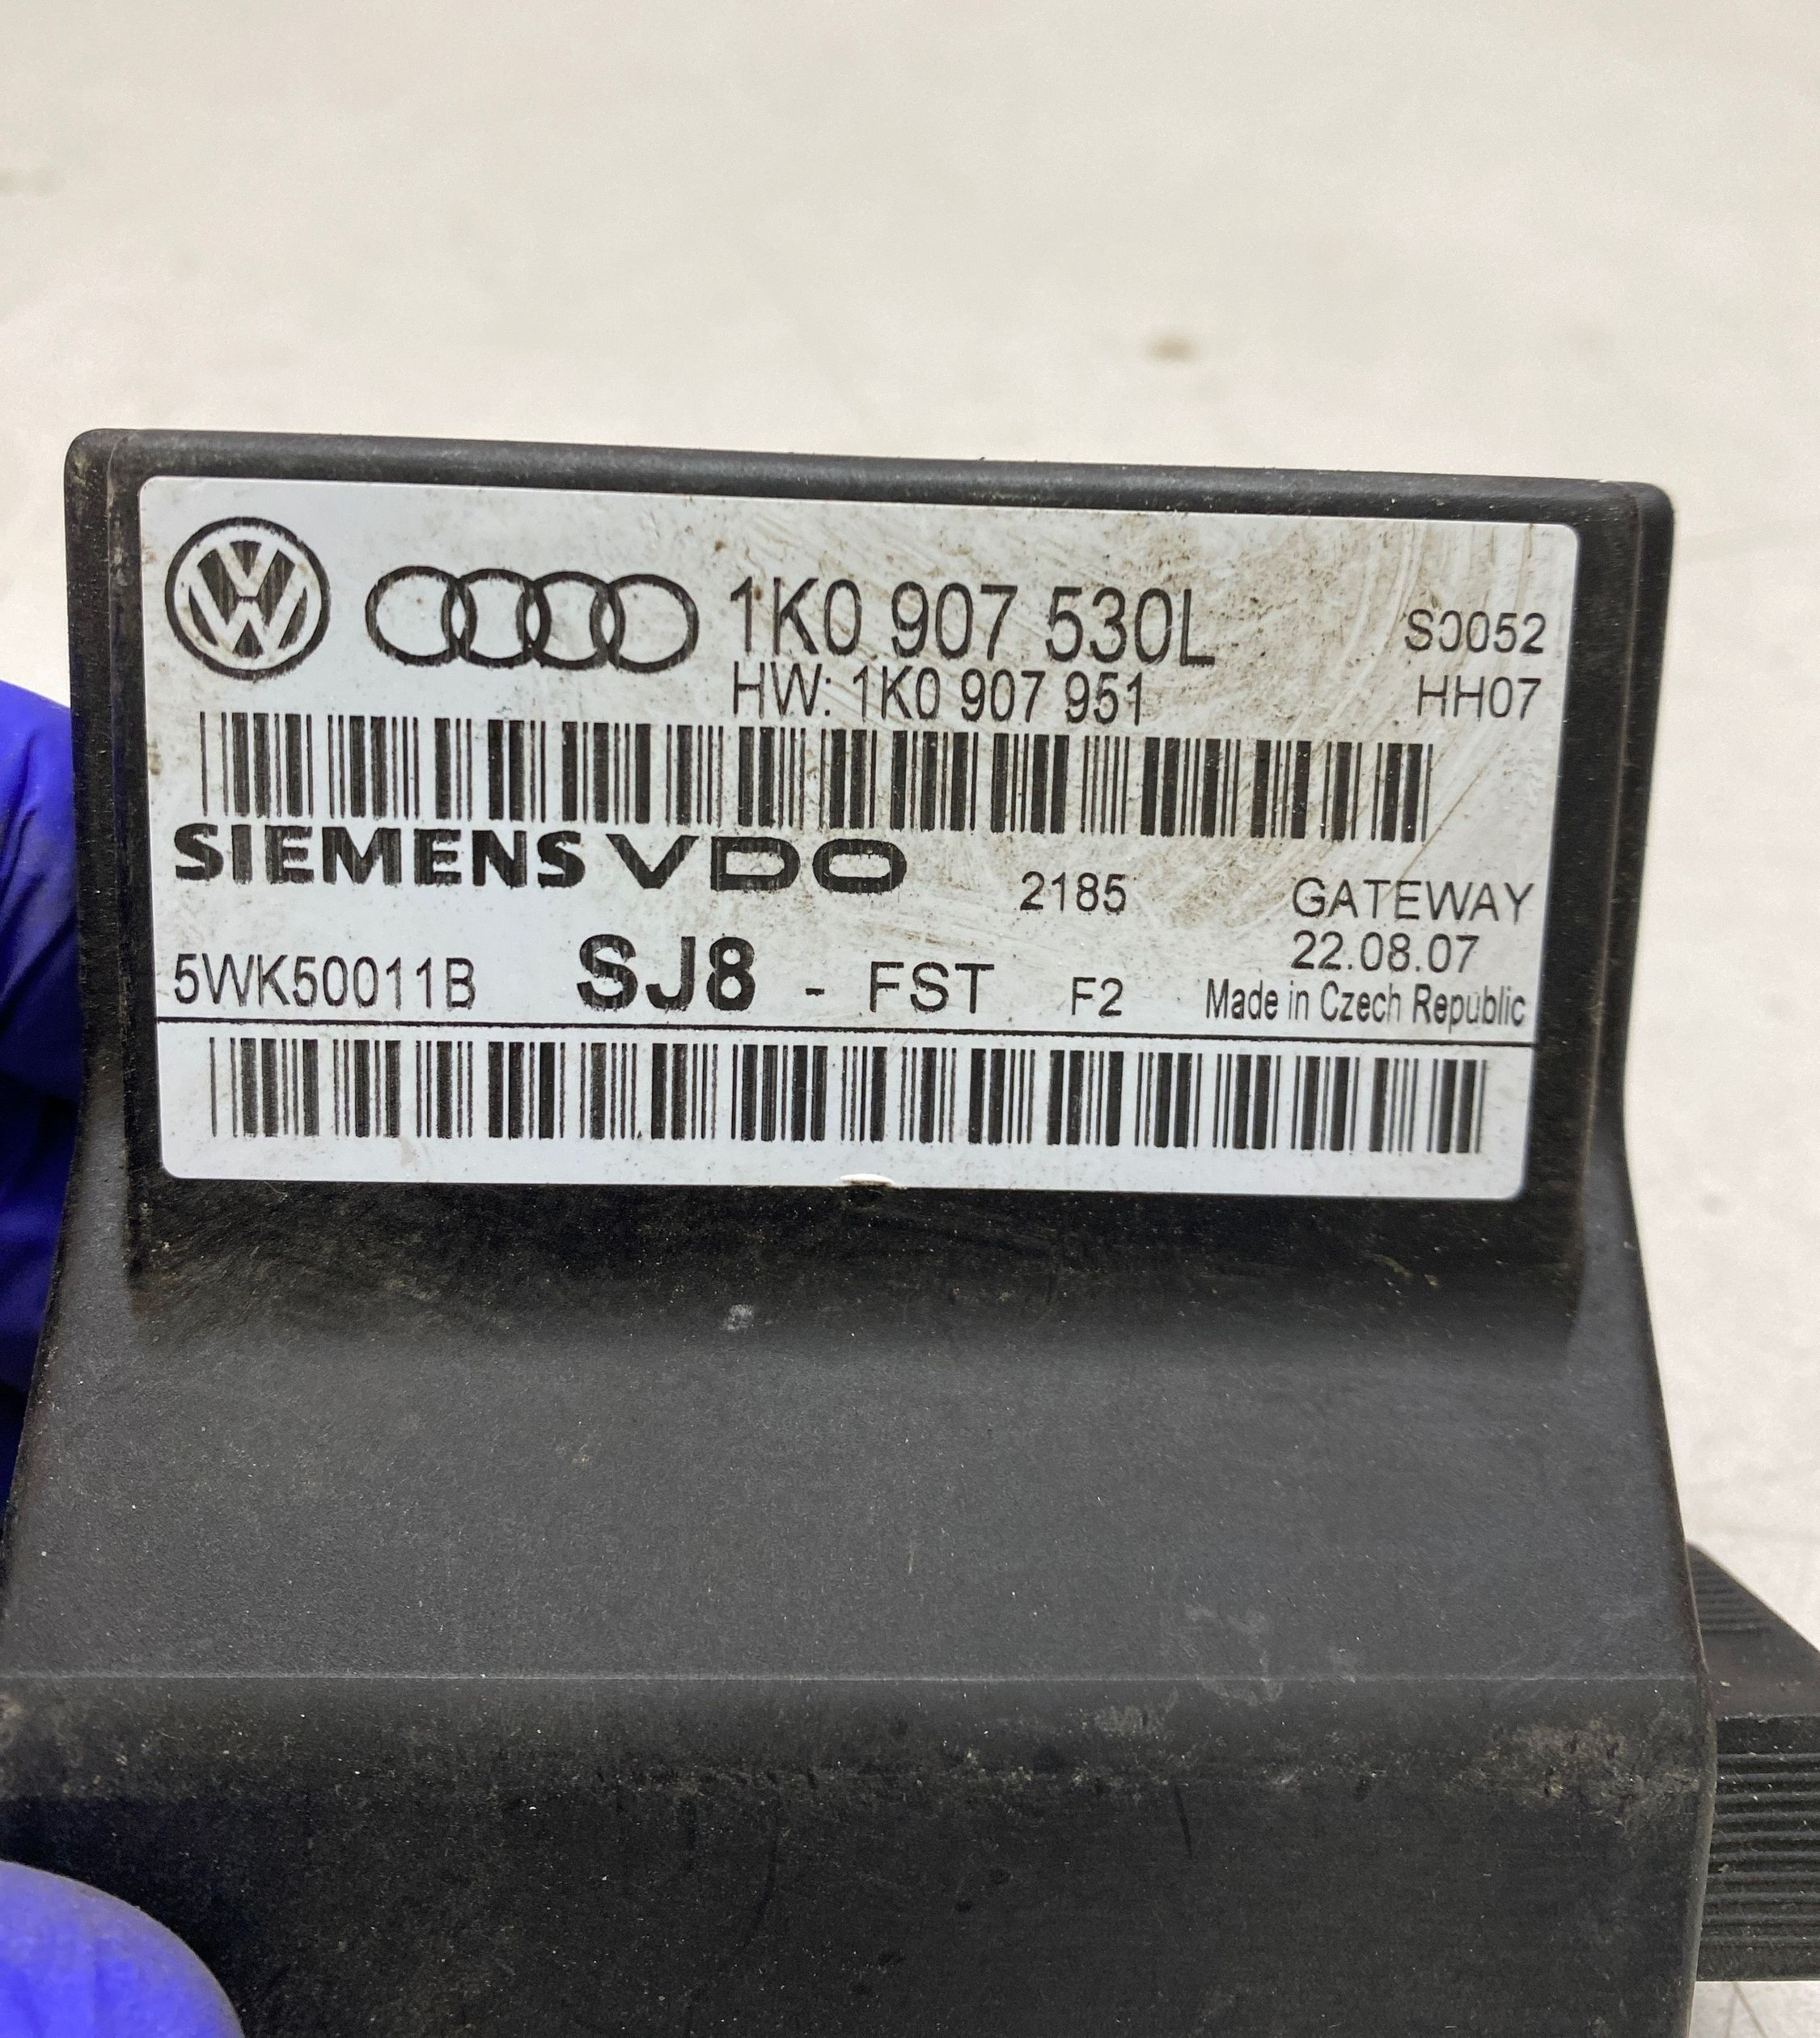 1K0 907 530L S0052
HW: 1K0 907 951 HH07
SIEMENS VDO 2185 GATEWAY
22.08.07
5WK50011B SJ8 - FST F2 Made in Czech Republic